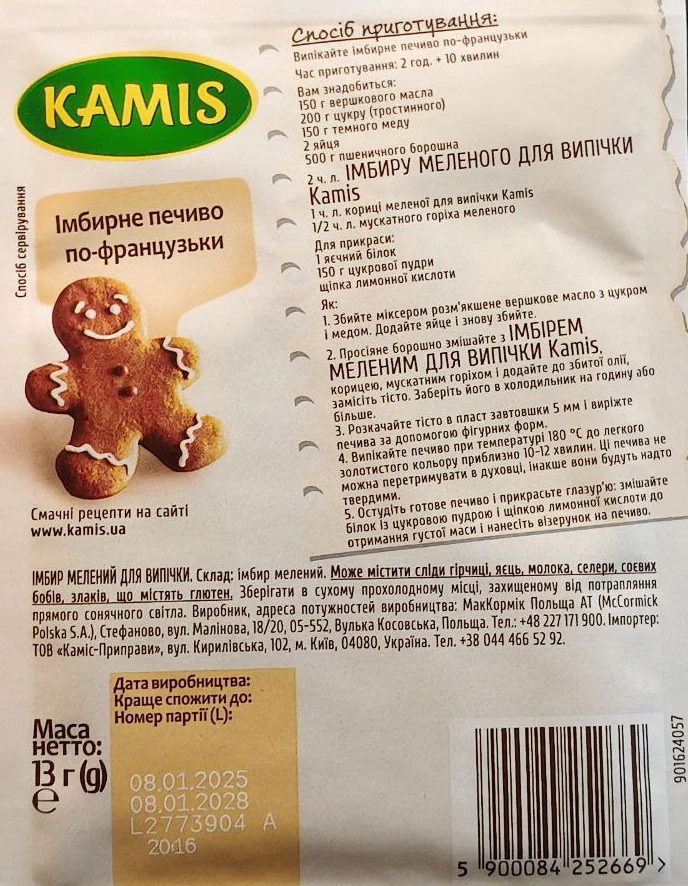 Спосіб приготування:
Випікайте імбирне печиво по-французьки
Час приготування: 2 год. + 10 хвилин
Вам знадобиться:
150 г вершкового масла
200 г цукру (тростинного)
150 г темного меду
2 яйця
500 г пшеничного борошна
2 ч. л. ІМБИРУ МЕЛЕНОГО ДЛЯ ВИПІЧКИ
Kamis
1 ч. л. кориці меленої для випічки Kamis
1/2 ч. л. мускатного горіха меленого
Для прикраси:
1 яєчний білок
150 г цукрової пудри
щіпка лимонної кислоти
Як:
1. Збийте міксером розм'якшене вершкове масло з цукром
і медом. Додайте яйце і знову збийте.
2. Просіяне борошно змішайте з ІМБІРЕМ
МЕЛЕНИМ ДЛЯ ВИПІЧКИ Kamis,
корицею, мускатним горіхом і додайте до збитої олії,
замісіть тісто. Заберіть його в холодильник на годину або
більше.
3. Розкачайте тісто в пласт завтовшки 5 мм і виріжте
печива за допомогою фігурних форм.
4. Випікайте печиво при температурі 180 °C до легкого
золотистого кольору приблизно 10-12 хвилин. Ці печива не
можна перетримувати в духовці, інакше вони будуть надто
твердими.
5. Остудіть готове печиво і прикрасьте глазур'ю: змішайте
білок із цукровою пудрою і щіпкою лимонної кислоти до
отримання густої маси і нанесіть візерунок на печиво.
KAMIS
Спосіб сервірування
Імбирне печиво
по-французьки
Смачні рецепти на сайті
www.kamis.ua
ІМБИР МЕЛЕНИЙ ДЛЯ ВИПІЧКИ. Склад: імбир мелений. Може містити сліди гірчиці, яєць, молока, селери, соєвих
бобів, злаків, що містять глютен. Зберігати в сухому прохолодному місці, захищеному від потрапляння
прямого сонячного світла. Виробник, адреса потужностей виробництва: МакКормік Польща АТ (McCormick
Polska S.A.), Стефаново, вул. Малінова, 18/20, 05-552, Вулька Косовська, Польща. Тел.: +48 227 171 900. Імпортер:
ТОВ «Каміс-Приправи», вул. Кирилівська, 102, м. Київ, 04080, Україна. Тел. +38 044 466 52 92.
Дата виробництва:
Краще спожити до:
Номер партії (L):
Маса
нетто:
13 г (g)
e
08.01.2025
08.01.2028
L2773904 A
20:16
901624057
5 900084 252669 >